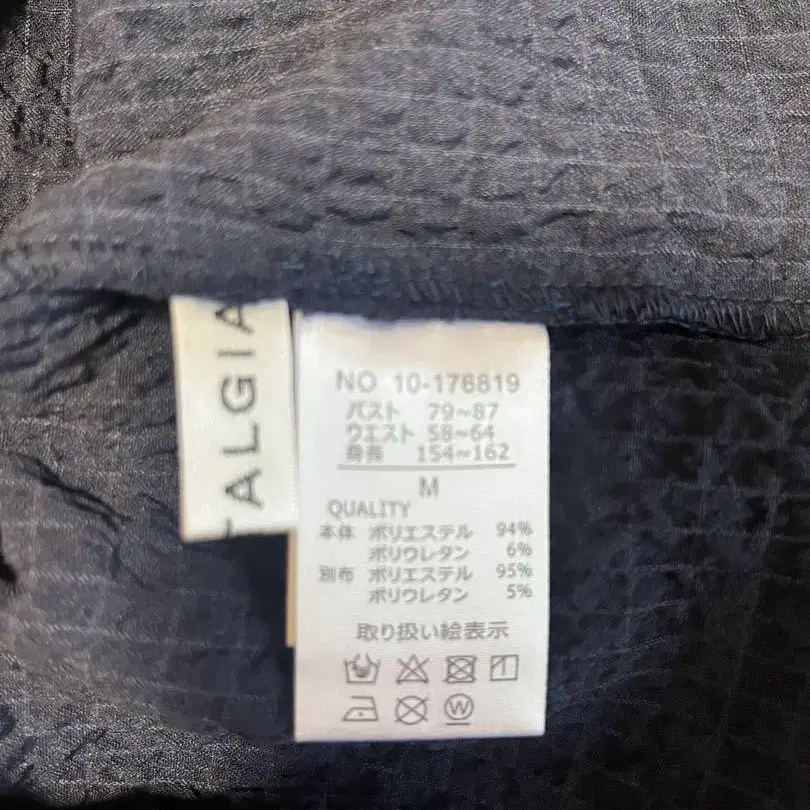 TALGIA
NO 10-176819
バスト 79~87
ウエスト 58~64
身長 154~162
M
QUALITY
本体 ポリエステル 94%
ポリウレタン 6%
別布 ポリエステル 95%
ポリウレタン 5%
取り扱い絵表示
W